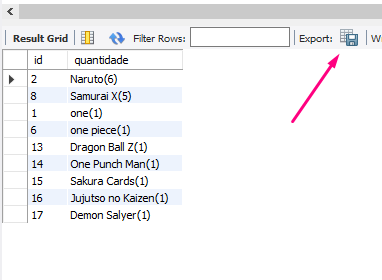 Result Grid Filter Rows: Export: W
id quantidade
2 Naruto(6)
8 Samurai X(5)
1 one(1)
6 one piece(1)
13 Dragon Ball Z(1)
14 One Punch Man(1)
15 Sakura Cards(1)
16 Jujutso no Kaizen(1)
17 Demon Salyer(1)